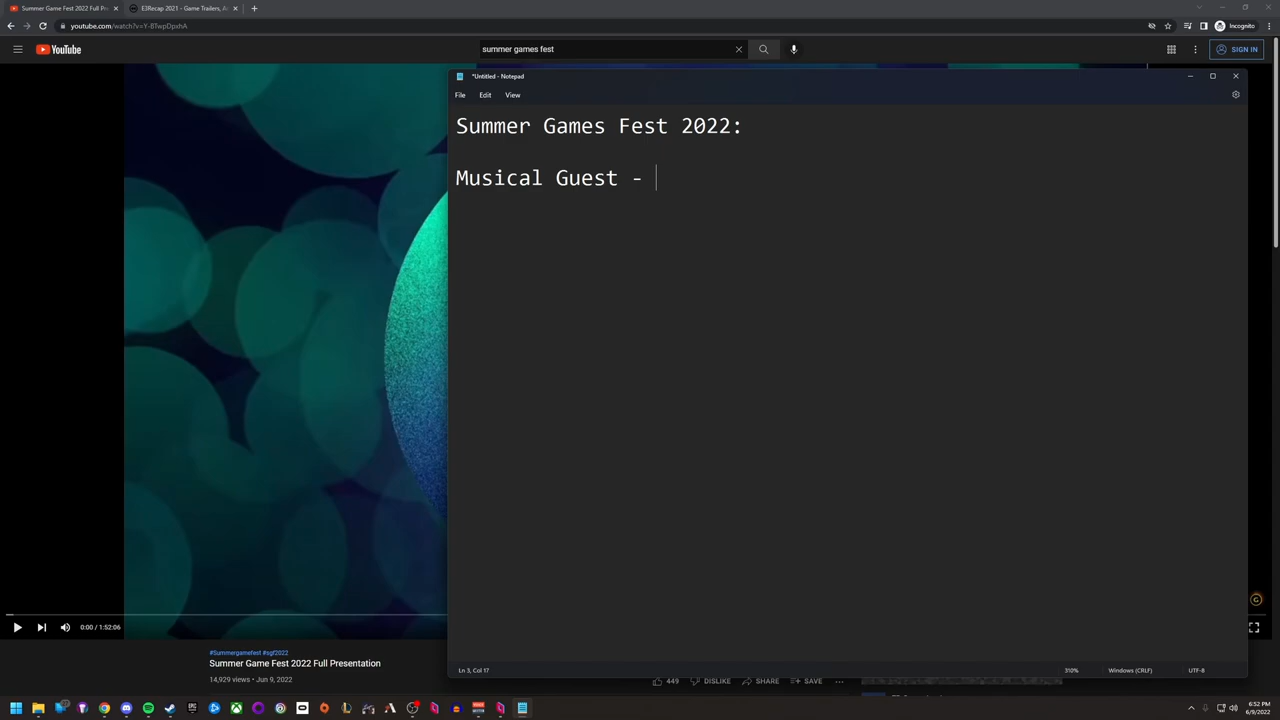 Summer Game Fest 2022 Full Pre
E3Recap 2021 - Game Trailers, A
youtube.com/watch?v=Y-8TwpDpxhA
Incognito
YouTube
summer games fest
SIGN IN
*Untitled - Notepad
File Edit View
Summer Games Fest 2022:
Musical Guest -
0:00 / 1:52:06
#Summergamefest #sgf2022
Summer Game Fest 2022 Full Presentation
14,929 views • Jun 9, 2022
Ln 3, Col 17
310%
Windows (CRLF)
UTF-8
449
DISLIKE
SHARE
SAVE
6:52 PM
6/9/2022